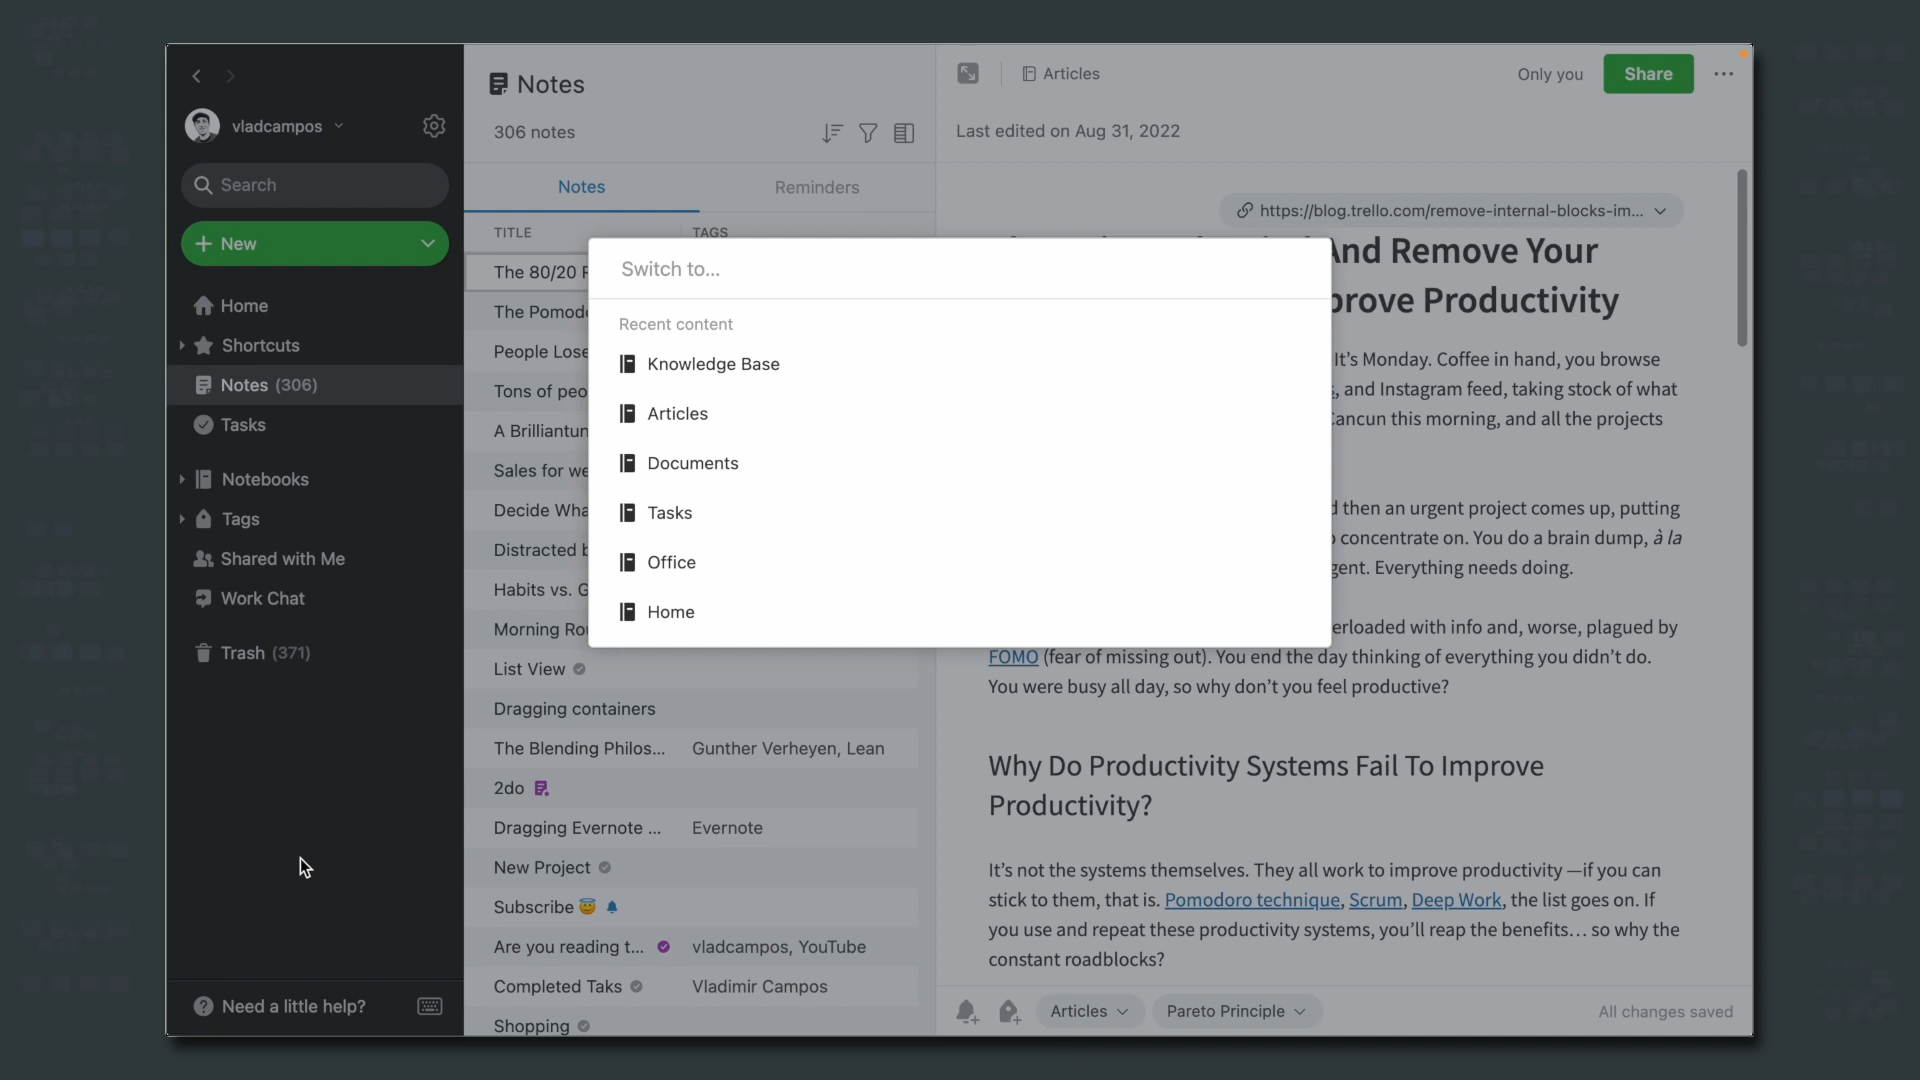 vladcampos
Search
New
Home
Shortcuts
Notes (306)
Tasks
Notebooks
Tags
Shared with Me
Work Chat
Trash (371)
Need a little help?
Notes
306 notes
Notes
Reminders
TITLE
TAGS
The 80/20
The Pomod
People Lose
Tons of peo
A Brilliantun
Sales for we
Decide Wha
Distracted
Habits vs. G
Morning Ro
List View
Dragging containers
The Blending Philos... Gunther Verheyen, Lean
2do
Dragging Evernote ... Evernote
New Project
Subscribe 😇
Are you reading t... vladcampos, YouTube
Completed Taks Vladimir Campos
Shopping
Switch to...
Recent content
Knowledge Base
Articles
Documents
Tasks
Office
Home
Articles
Only you
Share
Last edited on Aug 31, 2022
https://blog.trello.com/remove-internal-blocks-im...
And Remove Your
prove Productivity
It’s Monday. Coffee in hand, you browse
, and Instagram feed, taking stock of what
Cancun this morning, and all the projects
then an urgent project comes up, putting
concentrate on. You do a brain dump, à la
gent. Everything needs doing.
erloaded with info and, worse, plagued by
FOMO (fear of missing out). You end the day thinking of everything you didn’t do.
You were busy all day, so why don’t you feel productive?
Why Do Productivity Systems Fail To Improve
Productivity?
It’s not the systems themselves. They all work to improve productivity —if you can
stick to them, that is. Pomodoro technique, Scrum, Deep Work, the list goes on. If
you use and repeat these productivity systems, you’ll reap the benefits… so why the
constant roadblocks?
Articles
Pareto Principle
All changes saved